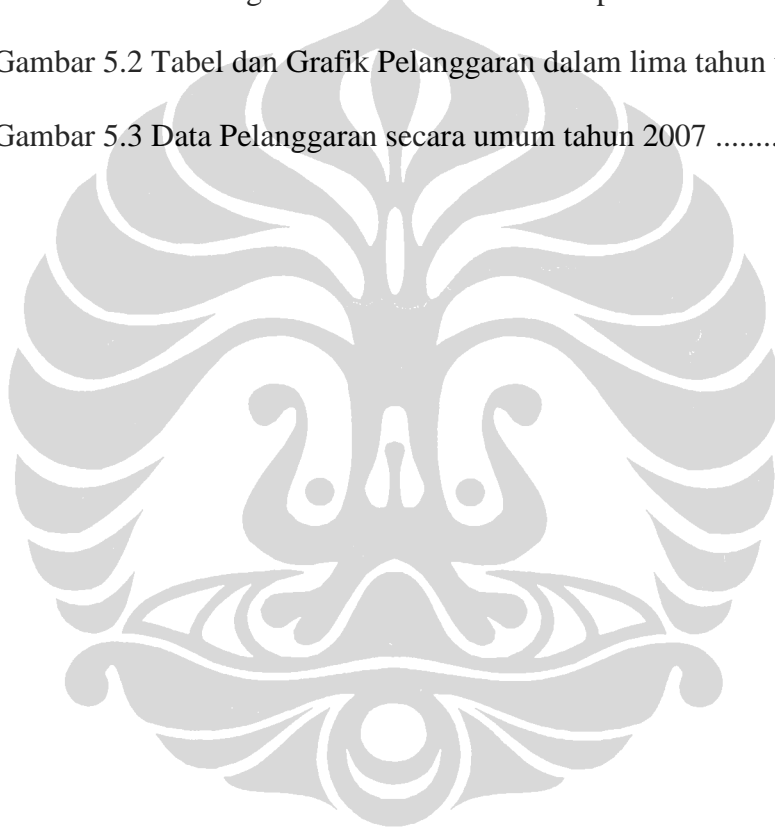 Gambar 5.2 Tabel dan Grafik Pelanggaran dalam lima tahun
Gambar 5.3 Data Pelanggaran secara umum tahun 2007 ........